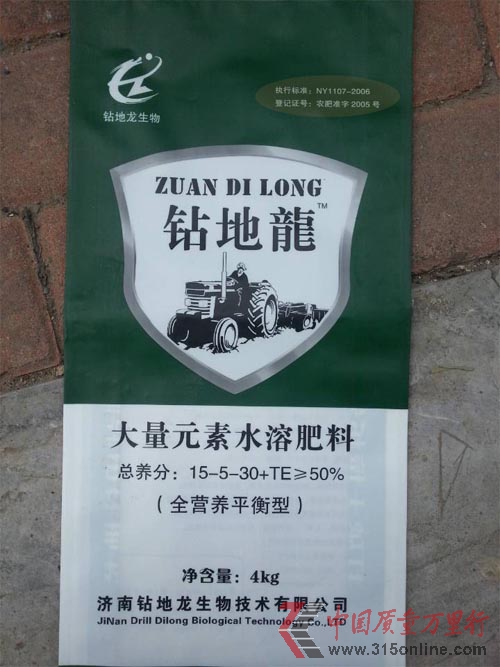 钻地龙生物
执行标准：NY1107-2006
登记证号：农肥准字 2005 号
ZUAN DI LONG
钻地龍™
大量元素水溶肥料
总养分：15-5-30+TE≥50%
（全营养平衡型）
净含量：4kg
济南钻地龙生物技术有限公司
JiNan Drill Dilong Biological Technology Co.,LTD
中国质量万里行
www.315online.com